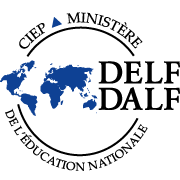 CIEP ▲ MINISTÈRE
DELF
DALF
DE L'ÉDUCATION NATIONALE